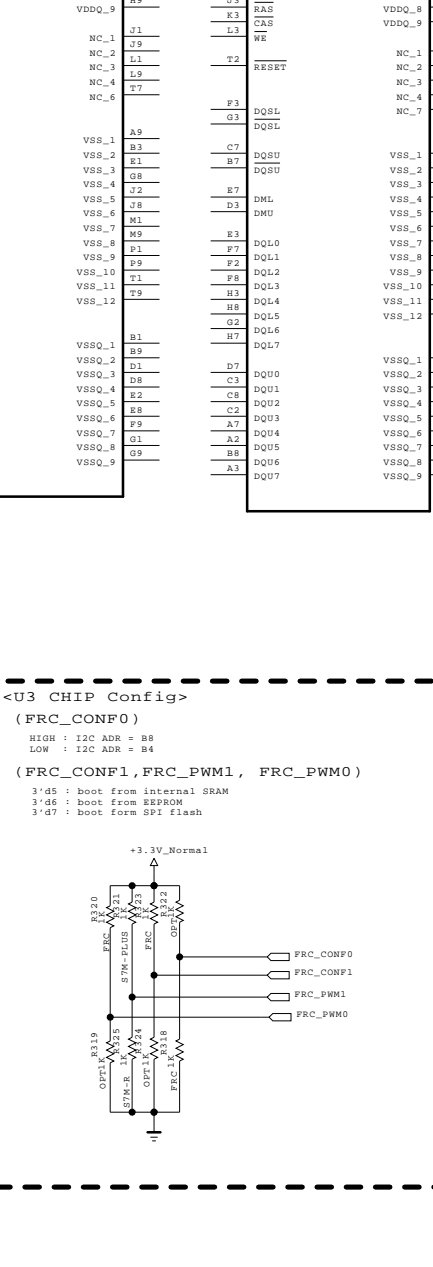 VDDQ_9 H9
NC_1 J1
NC_2 J9
NC_3 L1
NC_4 L9
NC_6 T7
VSS_1 A9
VSS_2 B3
VSS_3 E1
VSS_4 G8
VSS_5 J2
VSS_6 J8
VSS_7 M1
VSS_8 M9
VSS_9 P1
VSS_10 P9
VSS_11 T1
VSS_12 T9
VSSQ_1 B1
VSSQ_2 B9
VSSQ_3 D1
VSSQ_4 D8
VSSQ_5 E2
VSSQ_6 E8
VSSQ_7 F9
VSSQ_8 G1
VSSQ_9 G9
J3 RAS
K3 CAS
L3 WE
T2 RESET
F3 DQSL
G3 DQSL
C7 DQSU
B7 DQSU
E7 DML
D3 DMU
E3 DQL0
F7 DQL1
F2 DQL2
F8 DQL3
H3 DQL4
H8 DQL5
G2 DQL6
H7 DQL7
D7 DQU0
C3 DQU1
C8 DQU2
C2 DQU3
A7 DQU4
A2 DQU5
B8 DQU6
A3 DQU7
VDDQ_8
VDDQ_9
NC_1
NC_2
NC_3
NC_4
NC_7
VSS_1
VSS_2
VSS_3
VSS_4
VSS_5
VSS_6
VSS_7
VSS_8
VSS_9
VSS_10
VSS_11
VSS_12
VSSQ_1
VSSQ_2
VSSQ_3
VSSQ_4
VSSQ_5
VSSQ_6
VSSQ_7
VSSQ_8
VSSQ_9
<U3 CHIP Config>
(FRC_CONF0)
HIGH : I2C ADR = B8
LOW : I2C ADR = B4
(FRC_CONF1,FRC_PWM1, FRC_PWM0)
3'd5 : boot from internal SRAM
3'd6 : boot from EEPROM
3'd7 : boot form SPI flash
+3.3V_Normal
R320 1K FRC
R321 1K S7M-PLUS
R323 1K FRC
R322 1K OPT
FRC_CONF0
FRC_CONF1
FRC_PWM1
FRC_PWM0
R319 1K OPT
R325 1K S7M-R
R324 1K OPT
R318 1K FRC